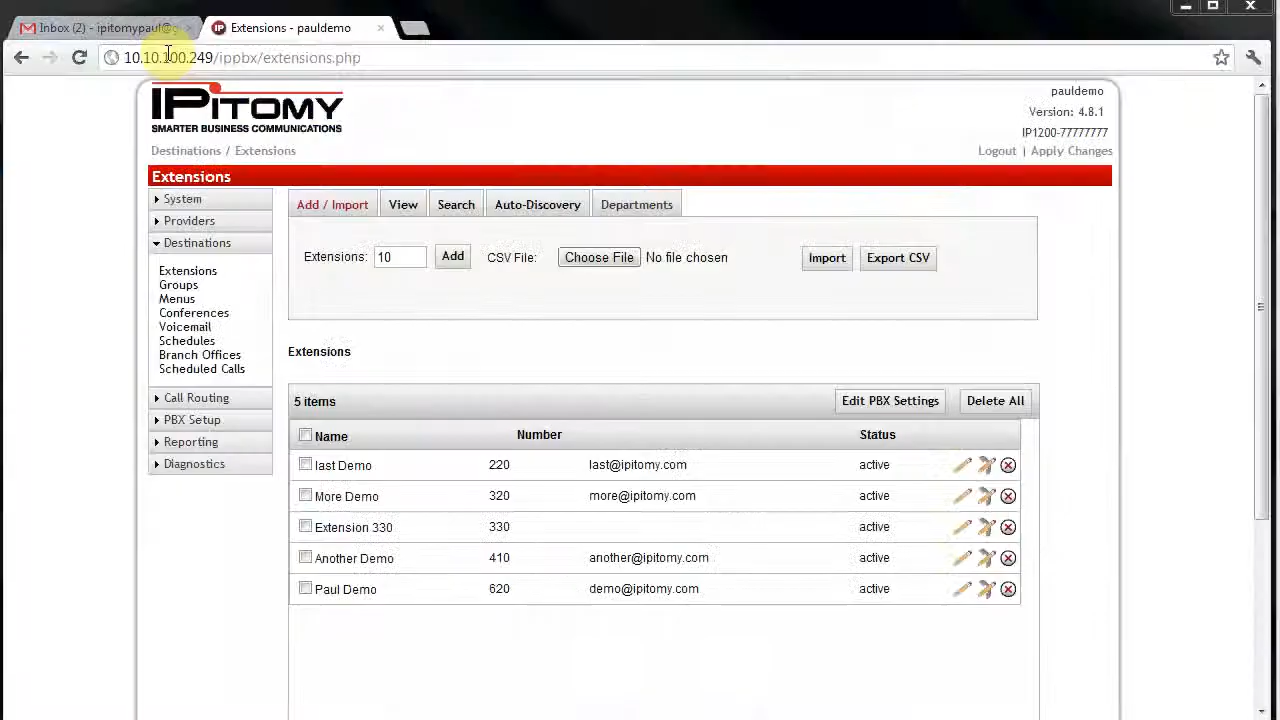 Inbox (2) - ipitomypaul@g
Extensions - pauldemo
10.10.100.249/ippbx/extensions.php
IPITOMY
SMARTER BUSINESS COMMUNICATIONS
pauldemo
Version: 4.8.1
IP1200-77777777
Destinations / Extensions
Logout | Apply Changes
Extensions
System
Providers
Destinations
Extensions
Groups
Menus
Conferences
Voicemail
Schedules
Branch Offices
Scheduled Calls
Call Routing
PBX Setup
Reporting
Diagnostics
Add / Import View Search Auto-Discovery Departments
Extensions: 10 Add CSV File: Choose File No file chosen Import Export CSV
Extensions
5 items Edit PBX Settings Delete All
Name Number Status
last Demo 220 last@ipitomy.com active
More Demo 320 more@ipitomy.com active
Extension 330 330 active
Another Demo 410 another@ipitomy.com active
Paul Demo 620 demo@ipitomy.com active